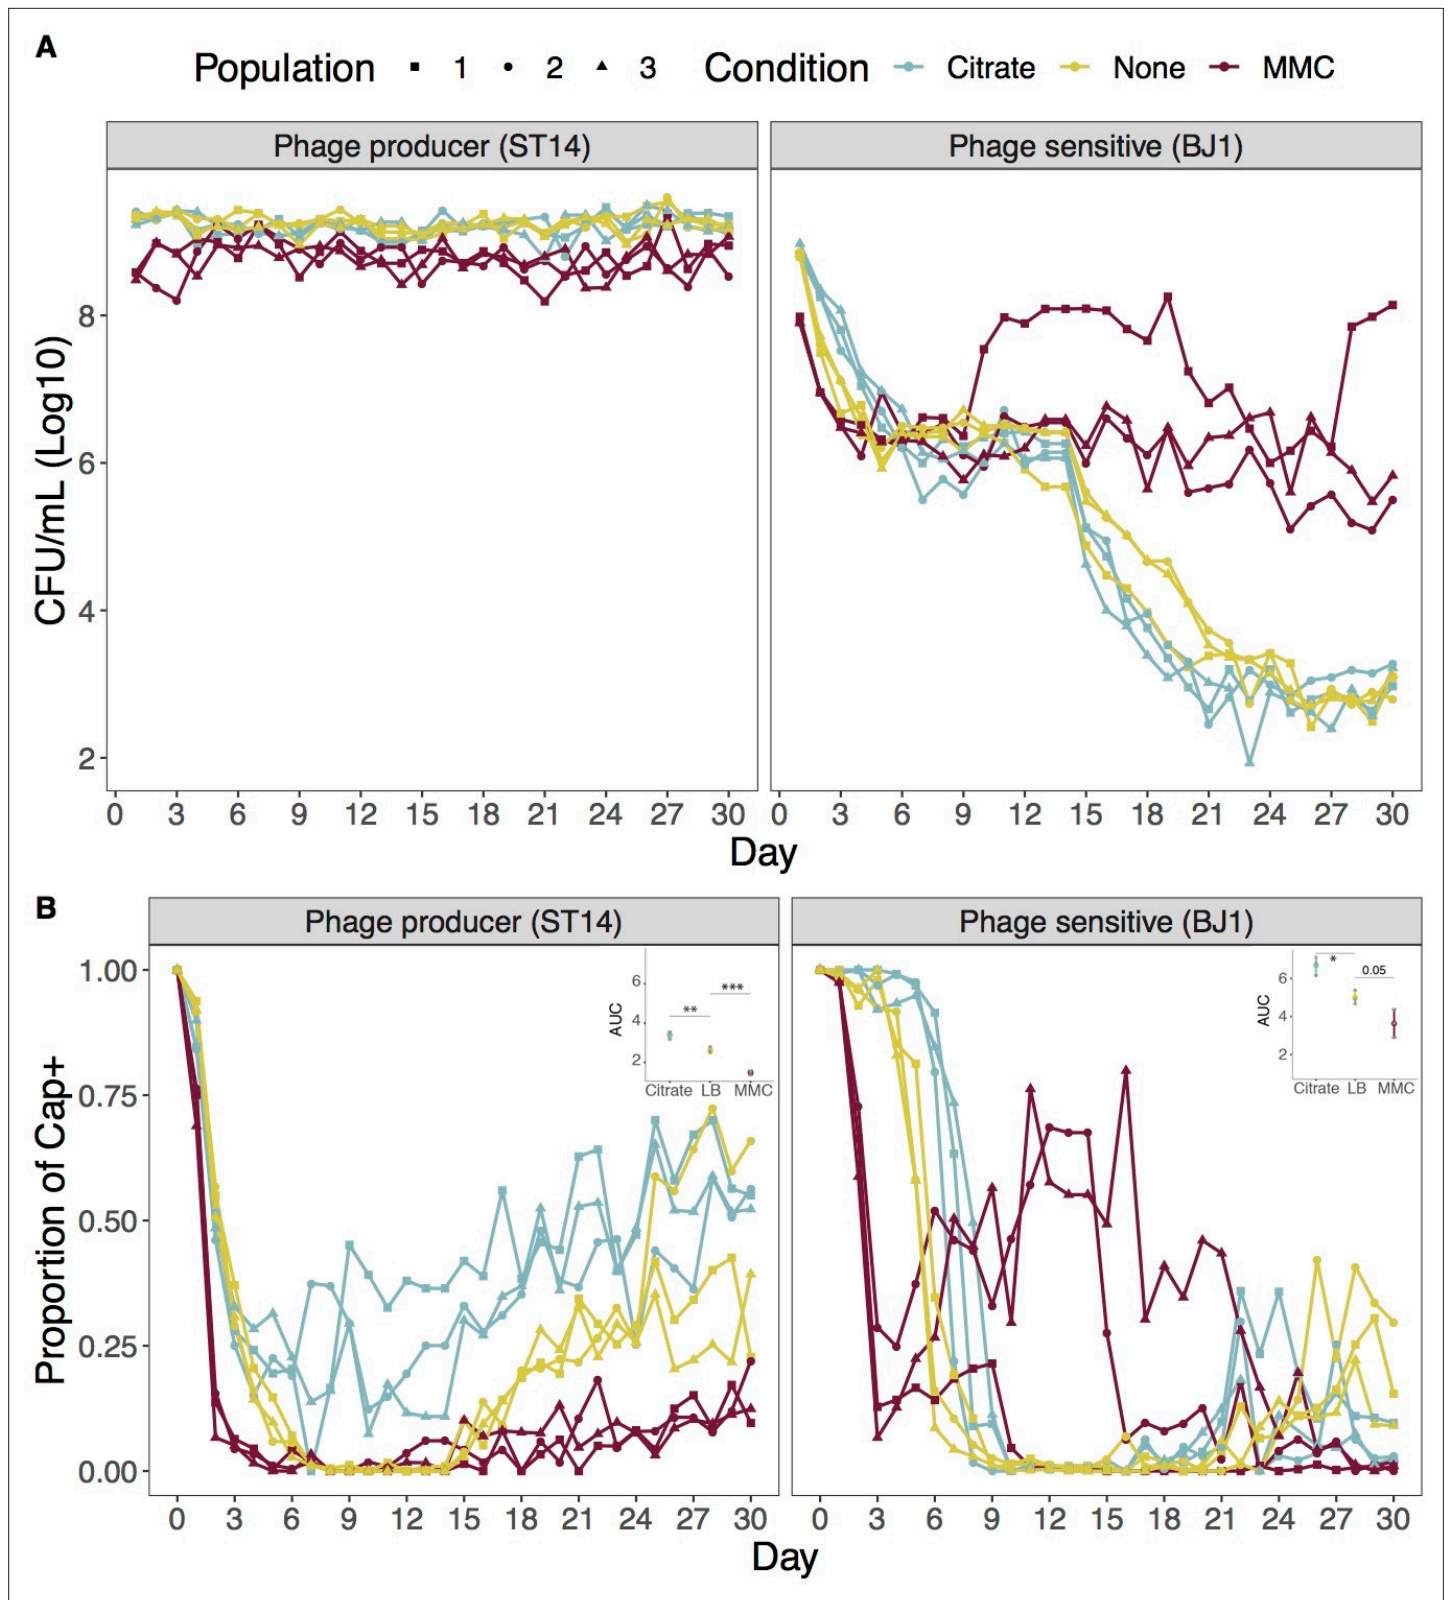 A
Population 1 2 3 Condition Citrate None MMC
Phage producer (ST14) Phage sensitive (BJ1)
CFU/mL (Log10)
8
6
4
2
0 3 6 9 12 15 18 21 24 27 30 0 3 6 9 12 15 18 21 24 27 30
Day
B
Phage producer (ST14) Phage sensitive (BJ1)
Proportion of Cap+
1.00
0.75
0.50
0.25
0.00
AUC
6
4
2
** ***
Citrate LB MMC
AUC
6
4
2
* 0.05
Citrate LB MMC
0 3 6 9 12 15 18 21 24 27 30 0 3 6 9 12 15 18 21 24 27 30
Day